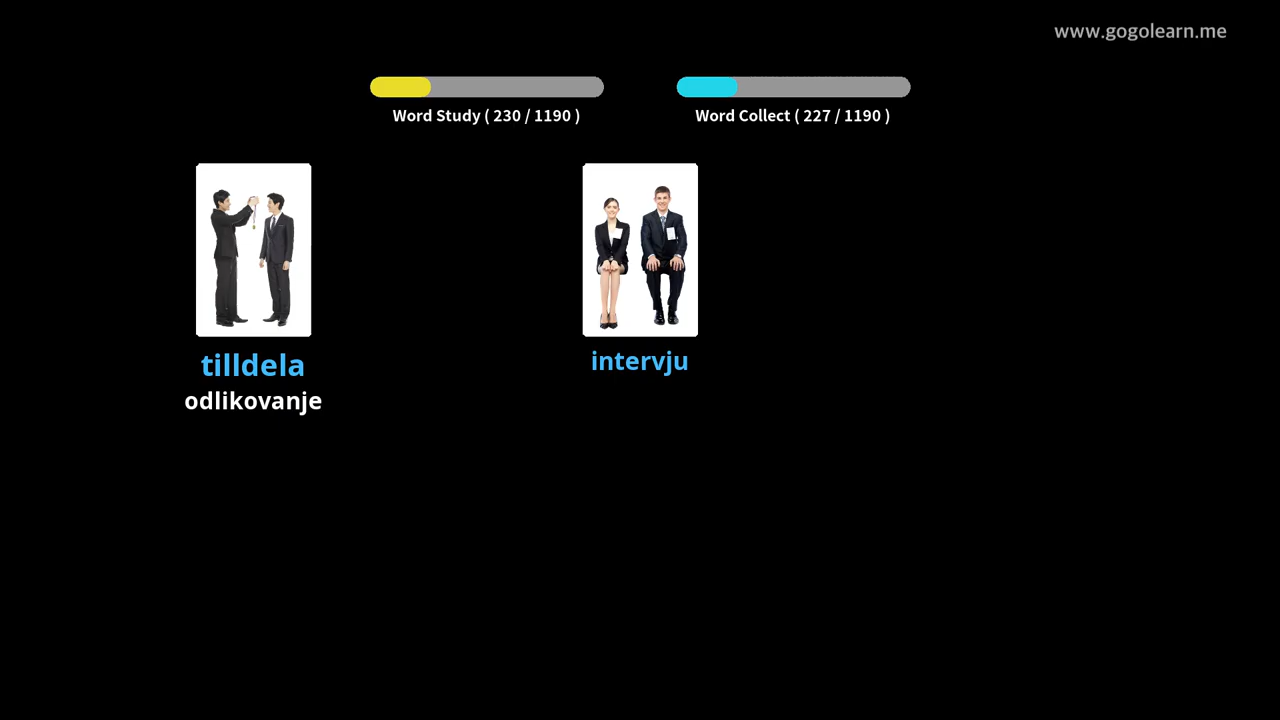 www.gogolearn.me
Word Study ( 230 / 1190 )
Word Collect ( 227 / 1190 )
tilldela
odlikovanje
intervju